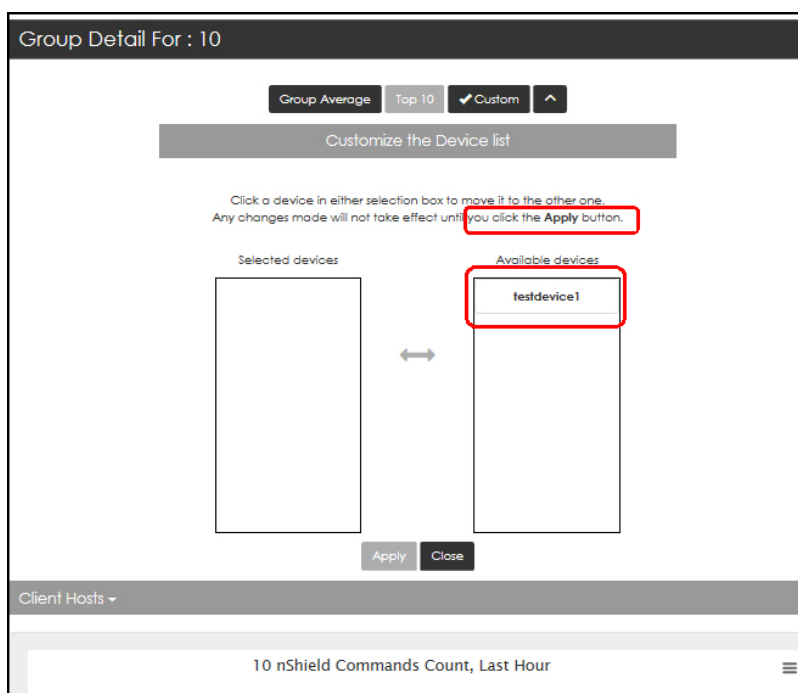 Group Detail For : 10
Group Average Top 10 Custom
Customize the Device list
Click a device in either selection box to move it to the other one.
Any changes made will not take effect until you click the Apply button.
Selected devices Available devices
testdevice1
Apply Close
Client Hosts
10 nShield Commands Count, Last Hour